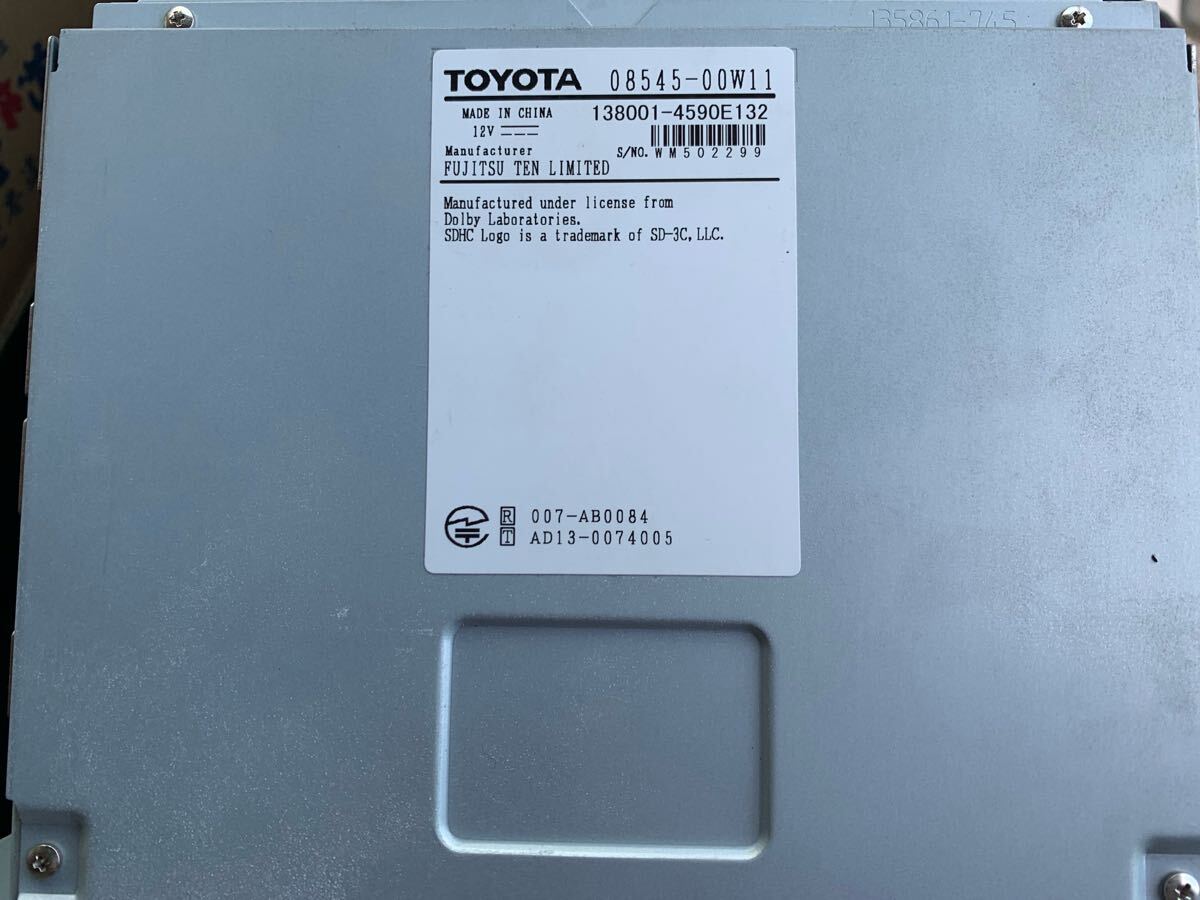 135861-745
TOYOTA 08545-00W11
MADE IN CHINA 138001-4590E132
12V
Manufacturer S/NO. WM502299
FUJITSU TEN LIMITED
Manufactured under license from
Dolby Laboratories.
SDHC Logo is a trademark of SD-3C, LLC.
R 007-AB0084
T AD13-0074005